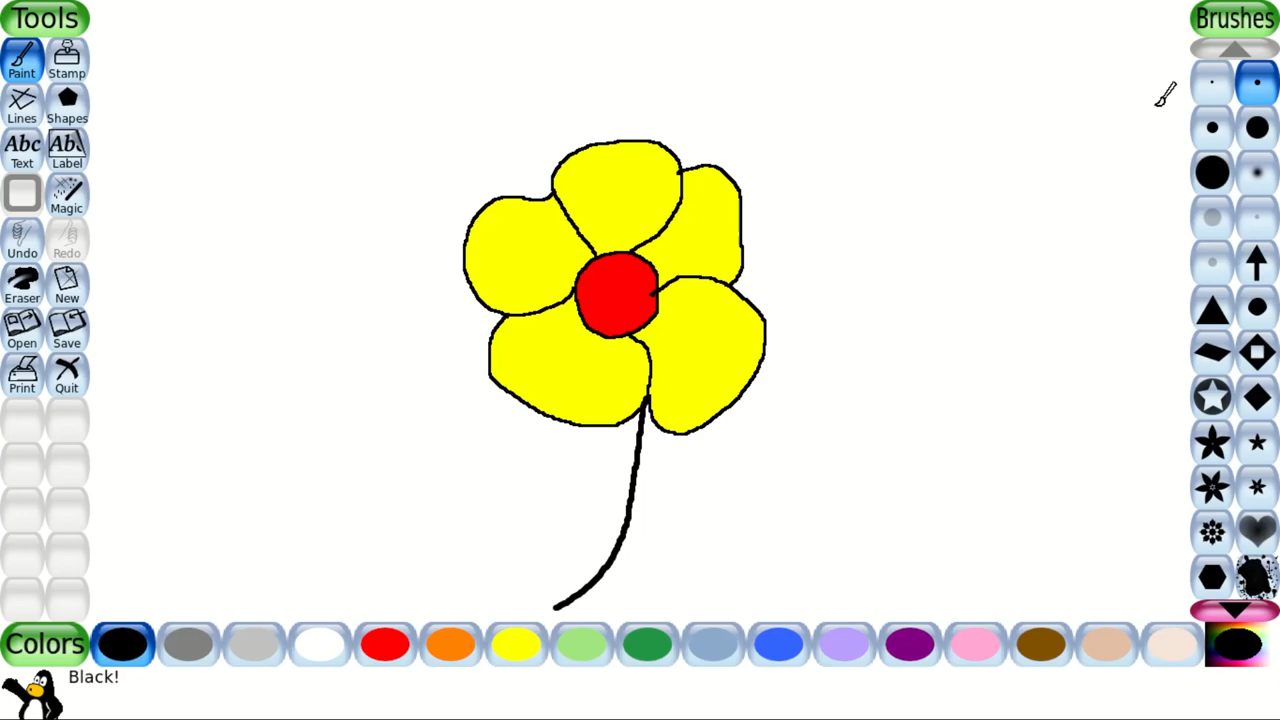 Tools
Brushes
Paint
Stamp
Lines
Shapes
Abc
Abc
Text
Label
Magic
Undo
Redo
Eraser
New
Open
Save
Print
Quit
Colors
Black!